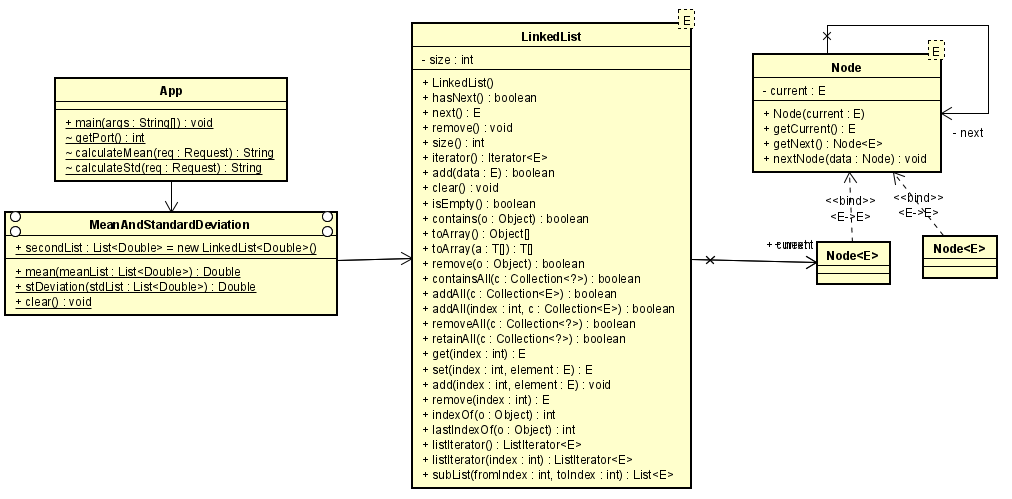 App
+ main(args : String[]) : void
~ getPort() : int
~ calculateMean(req : Request) : String
~ calculateStd(req : Request) : String
MeanAndStandardDeviation
+ secondList : List<Double> = new LinkedList<Double>()
+ mean(meanList : List<Double>) : Double
+ stDeviation(stdList : List<Double>) : Double
+ clear() : void
E
LinkedList
- size : int
+ LinkedList()
+ hasNext() : boolean
+ next() : E
+ remove() : void
+ size() : int
+ iterator() : Iterator<E>
+ add(data : E) : boolean
+ clear() : void
+ isEmpty() : boolean
+ contains(o : Object) : boolean
+ toArray() : Object[]
+ toArray(a : T[]) : T[]
+ remove(o : Object) : boolean
+ containsAll(c : Collection<?>) : boolean
+ addAll(c : Collection<E>) : boolean
+ addAll(index : int, c : Collection<E>) : boolean
+ removeAll(c : Collection<?>) : boolean
+ retainAll(c : Collection<?>) : boolean
+ get(index : int) : E
+ set(index : int, element : E) : E
+ add(index : int, element : E) : void
+ remove(index : int) : E
+ indexOf(o : Object) : int
+ lastIndexOf(o : Object) : int
+ listIterator() : ListIterator<E>
+ listIterator(index : int) : ListIterator<E>
+ subList(fromIndex : int, toIndex : int) : List<E>
E
Node
- current : E
+ Node(current : E)
+ getCurrent() : E
+ getNext() : Node<E>
+ nextNode(data : Node) : void
- next
<<bind>>
<E->E>
<<bind>>
<E->E>
Node<E>
Node<E>